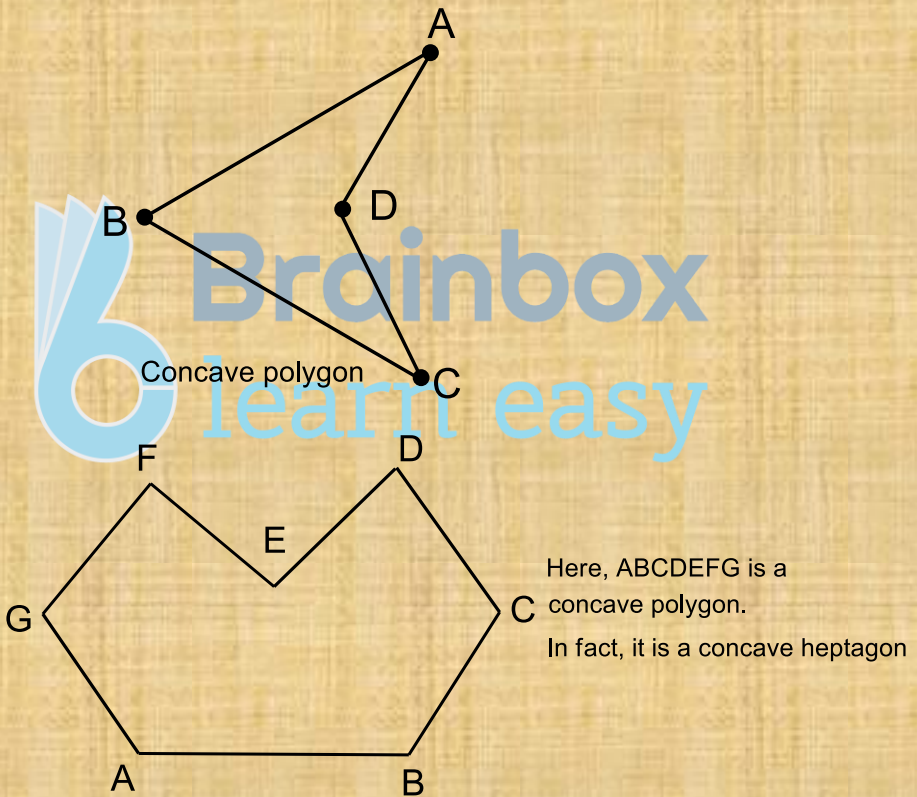 A
B
D
Brainbox
Concave polygon
C
learn easy
F
D
E
Here, ABCDEFG is a
G
C
concave polygon.
In fact, it is a concave heptagon
A
B